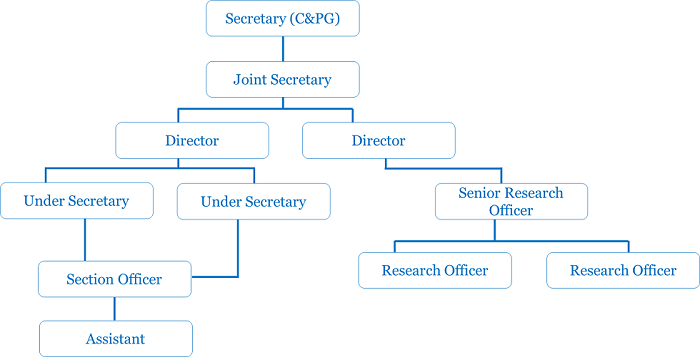 Secretary (C&PG)
Joint Secretary
Director
Director
Under Secretary
Under Secretary
Senior Research
Officer
Section Officer
Research Officer
Research Officer
Assistant